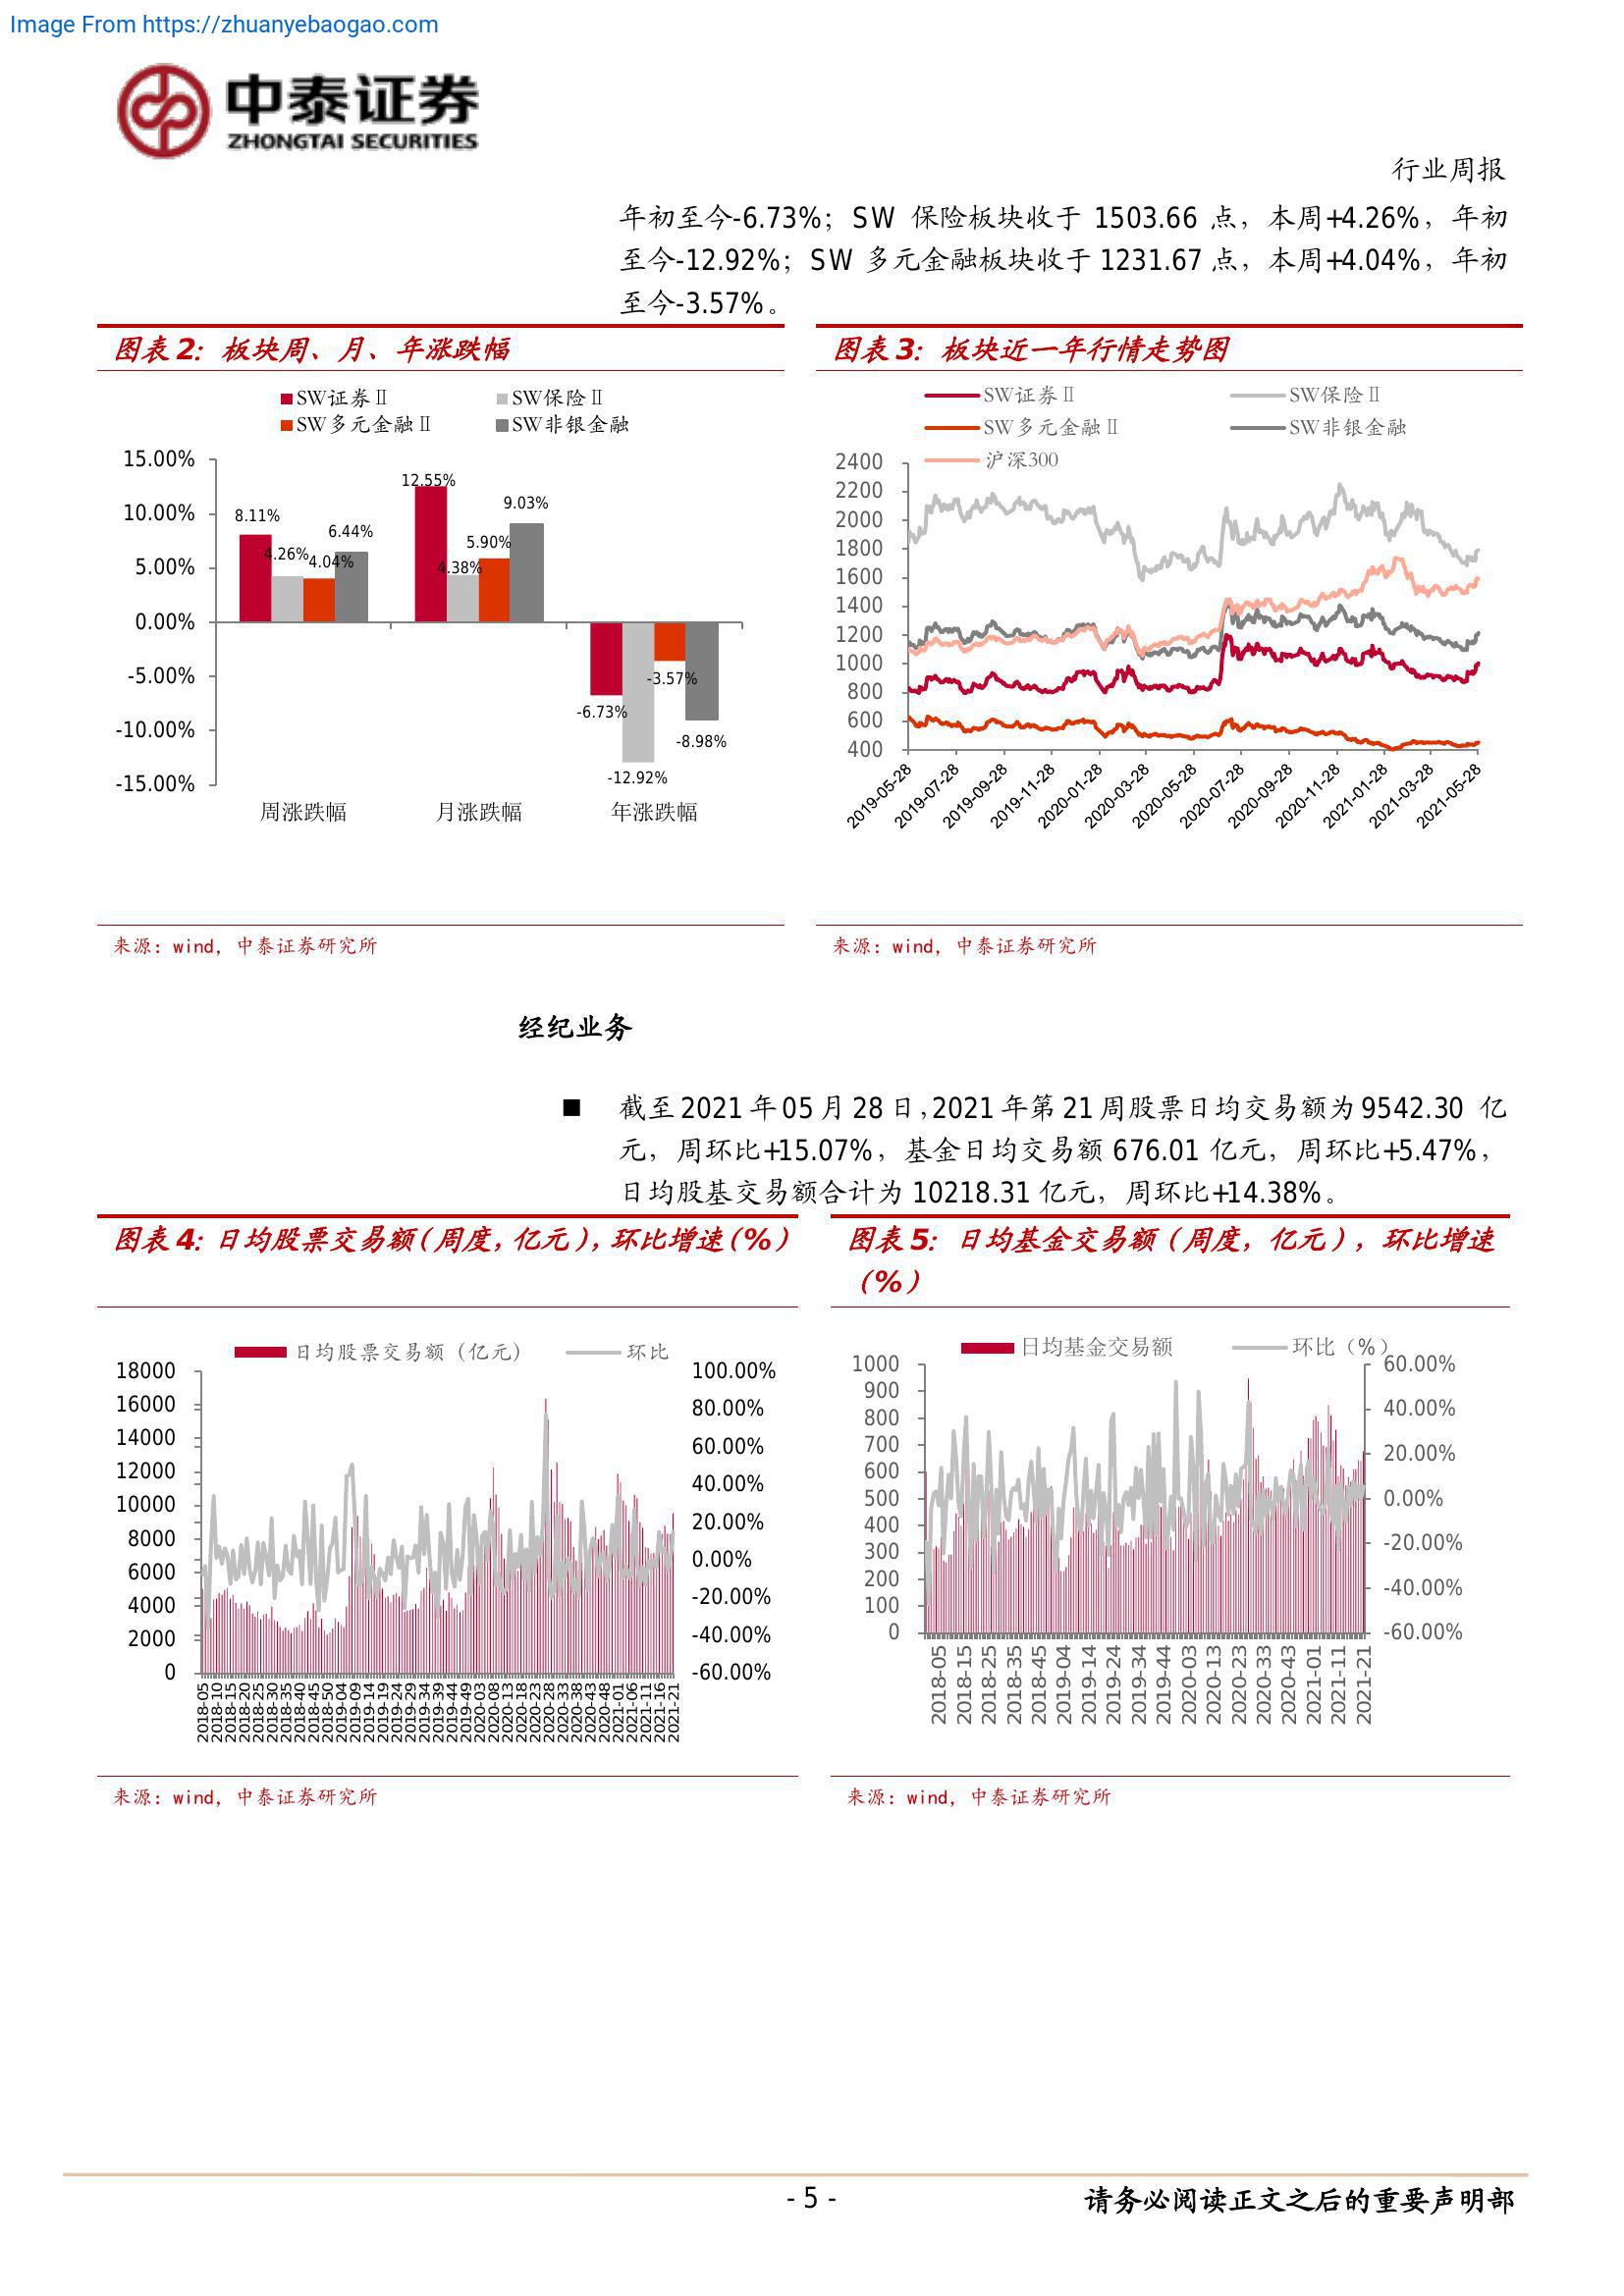 Image From https://zhuanyebaogao.com
中泰证券
ZHONGTAI SECURITIES
行业周报
年初至今-6.73%；SW 保险板块收于 1503.66 点，本周+4.26%，年初
至今-12.92%；SW 多元金融板块收于 1231.67 点，本周+4.04%，年初
至今-3.57%。
图表 2：板块周、月、年涨跌幅
SW证券Ⅱ SW保险Ⅱ
SW多元金融Ⅱ SW非银金融
15.00%
10.00%
5.00%
0.00%
-5.00%
-10.00%
-15.00%
8.11% 4.26% 4.04% 6.44%
12.55% 4.38% 5.90% 9.03%
-6.73% -12.92% -3.57% -8.98%
周涨跌幅 月涨跌幅 年涨跌幅
来源：wind，中泰证券研究所
图表 3：板块近一年行情走势图
SW证券Ⅱ SW保险Ⅱ
SW多元金融Ⅱ SW非银金融
沪深300
2400
2200
2000
1800
1600
1400
1200
1000
800
600
400
2019-05-28 2019-07-28 2019-09-28 2019-11-28 2020-01-28 2020-03-28 2020-05-28 2020-07-28 2020-09-28 2020-11-28 2021-01-28 2021-03-28 2021-05-28
来源：wind，中泰证券研究所
经纪业务
■ 截至 2021 年 05 月 28 日，2021 年第 21 周股票日均交易额为 9542.30 亿
元，周环比+15.07%，基金日均交易额 676.01 亿元，周环比+5.47%，
日均股基交易额合计为 10218.31 亿元，周环比+14.38%。
图表 4：日均股票交易额（周度，亿元），环比增速（%）
日均股票交易额（亿元） 环比
18000
16000
14000
12000
10000
8000
6000
4000
2000
0
100.00%
80.00%
60.00%
40.00%
20.00%
0.00%
-20.00%
-40.00%
-60.00%
2018-05 2018-10 2018-15 2018-20 2018-25 2018-30 2018-35 2018-40 2018-45 2018-50 2019-04 2019-09 2019-14 2019-19 2019-24 2019-29 2019-34 2019-39 2019-44 2019-49 2020-03 2020-08 2020-13 2020-18 2020-23 2020-28 2020-33 2020-38 2020-43 2020-48 2021-01 2021-06 2021-11 2021-16 2021-21
来源：wind，中泰证券研究所
图表 5：日均基金交易额（周度，亿元），环比增速
（%）
日均基金交易额 环比（%）
1000
900
800
700
600
500
400
300
200
100
0
60.00%
40.00%
20.00%
0.00%
-20.00%
-40.00%
-60.00%
2018-05 2018-15 2018-25 2018-35 2018-45 2019-04 2019-14 2019-24 2019-34 2019-44 2020-03 2020-13 2020-23 2020-33 2020-43 2021-01 2021-11 2021-21
来源：wind，中泰证券研究所
- 5 -
请务必阅读正文之后的重要声明部